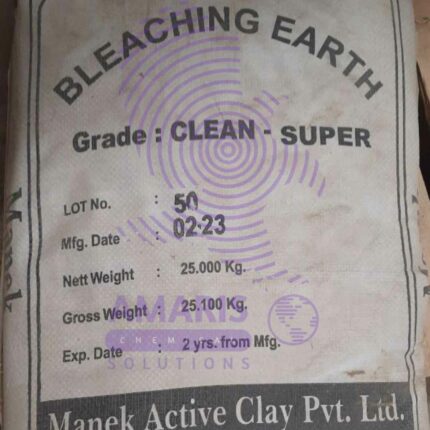 BLEACHING EARTH
Grade : CLEAN - SUPER
LOT No. : 50
Mfg. Date : 02-23
Nett Weight : 25.000 Kg.
Gross Weight : 25.100 Kg.
Exp. Date : 2 yrs. from Mfg.
AMARIS
CHEMICAL
SOLUTIONS
Manek
Manek Active Clay Pvt. Ltd.